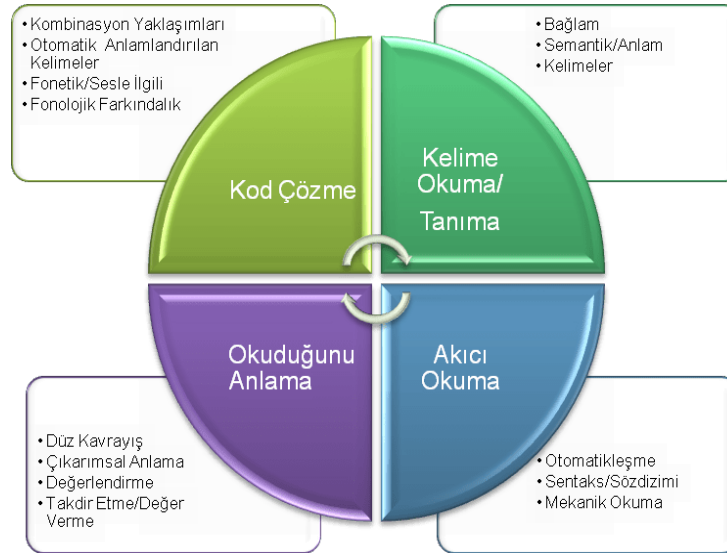 • Kombinasyon Yaklaşımları
• Otomatik Anlamlandırılan
Kelimeler
• Fonetik/Sesle İlgili
• Fonolojik Farkındalık
• Bağlam
• Semantik/Anlam
• Kelimeler
Kod Çözme
Kelime
Okuma/
Tanıma
Okuduğunu
Anlama
Akıcı
Okuma
• Düz Kavrayış
• Çıkarımsal Anlama
• Değerlendirme
• Takdir Etme/Değer
Verme
• Otomatikleşme
• Sentaks/Sözdizimi
• Mekanik Okuma